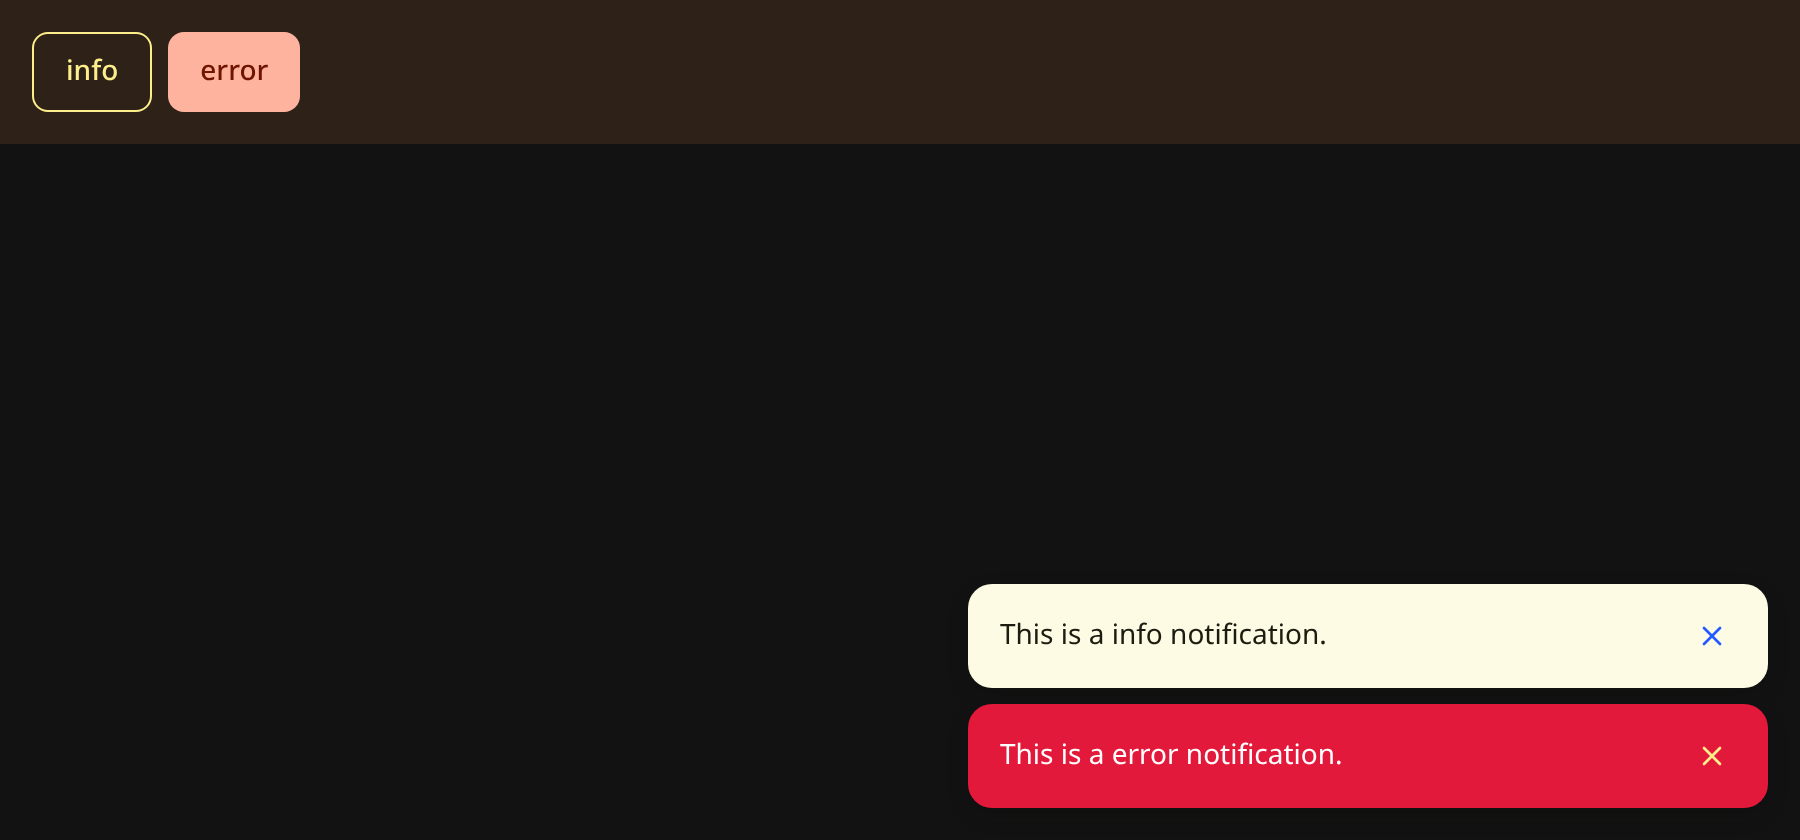 info
error
This is a info notification.
This is a error notification.